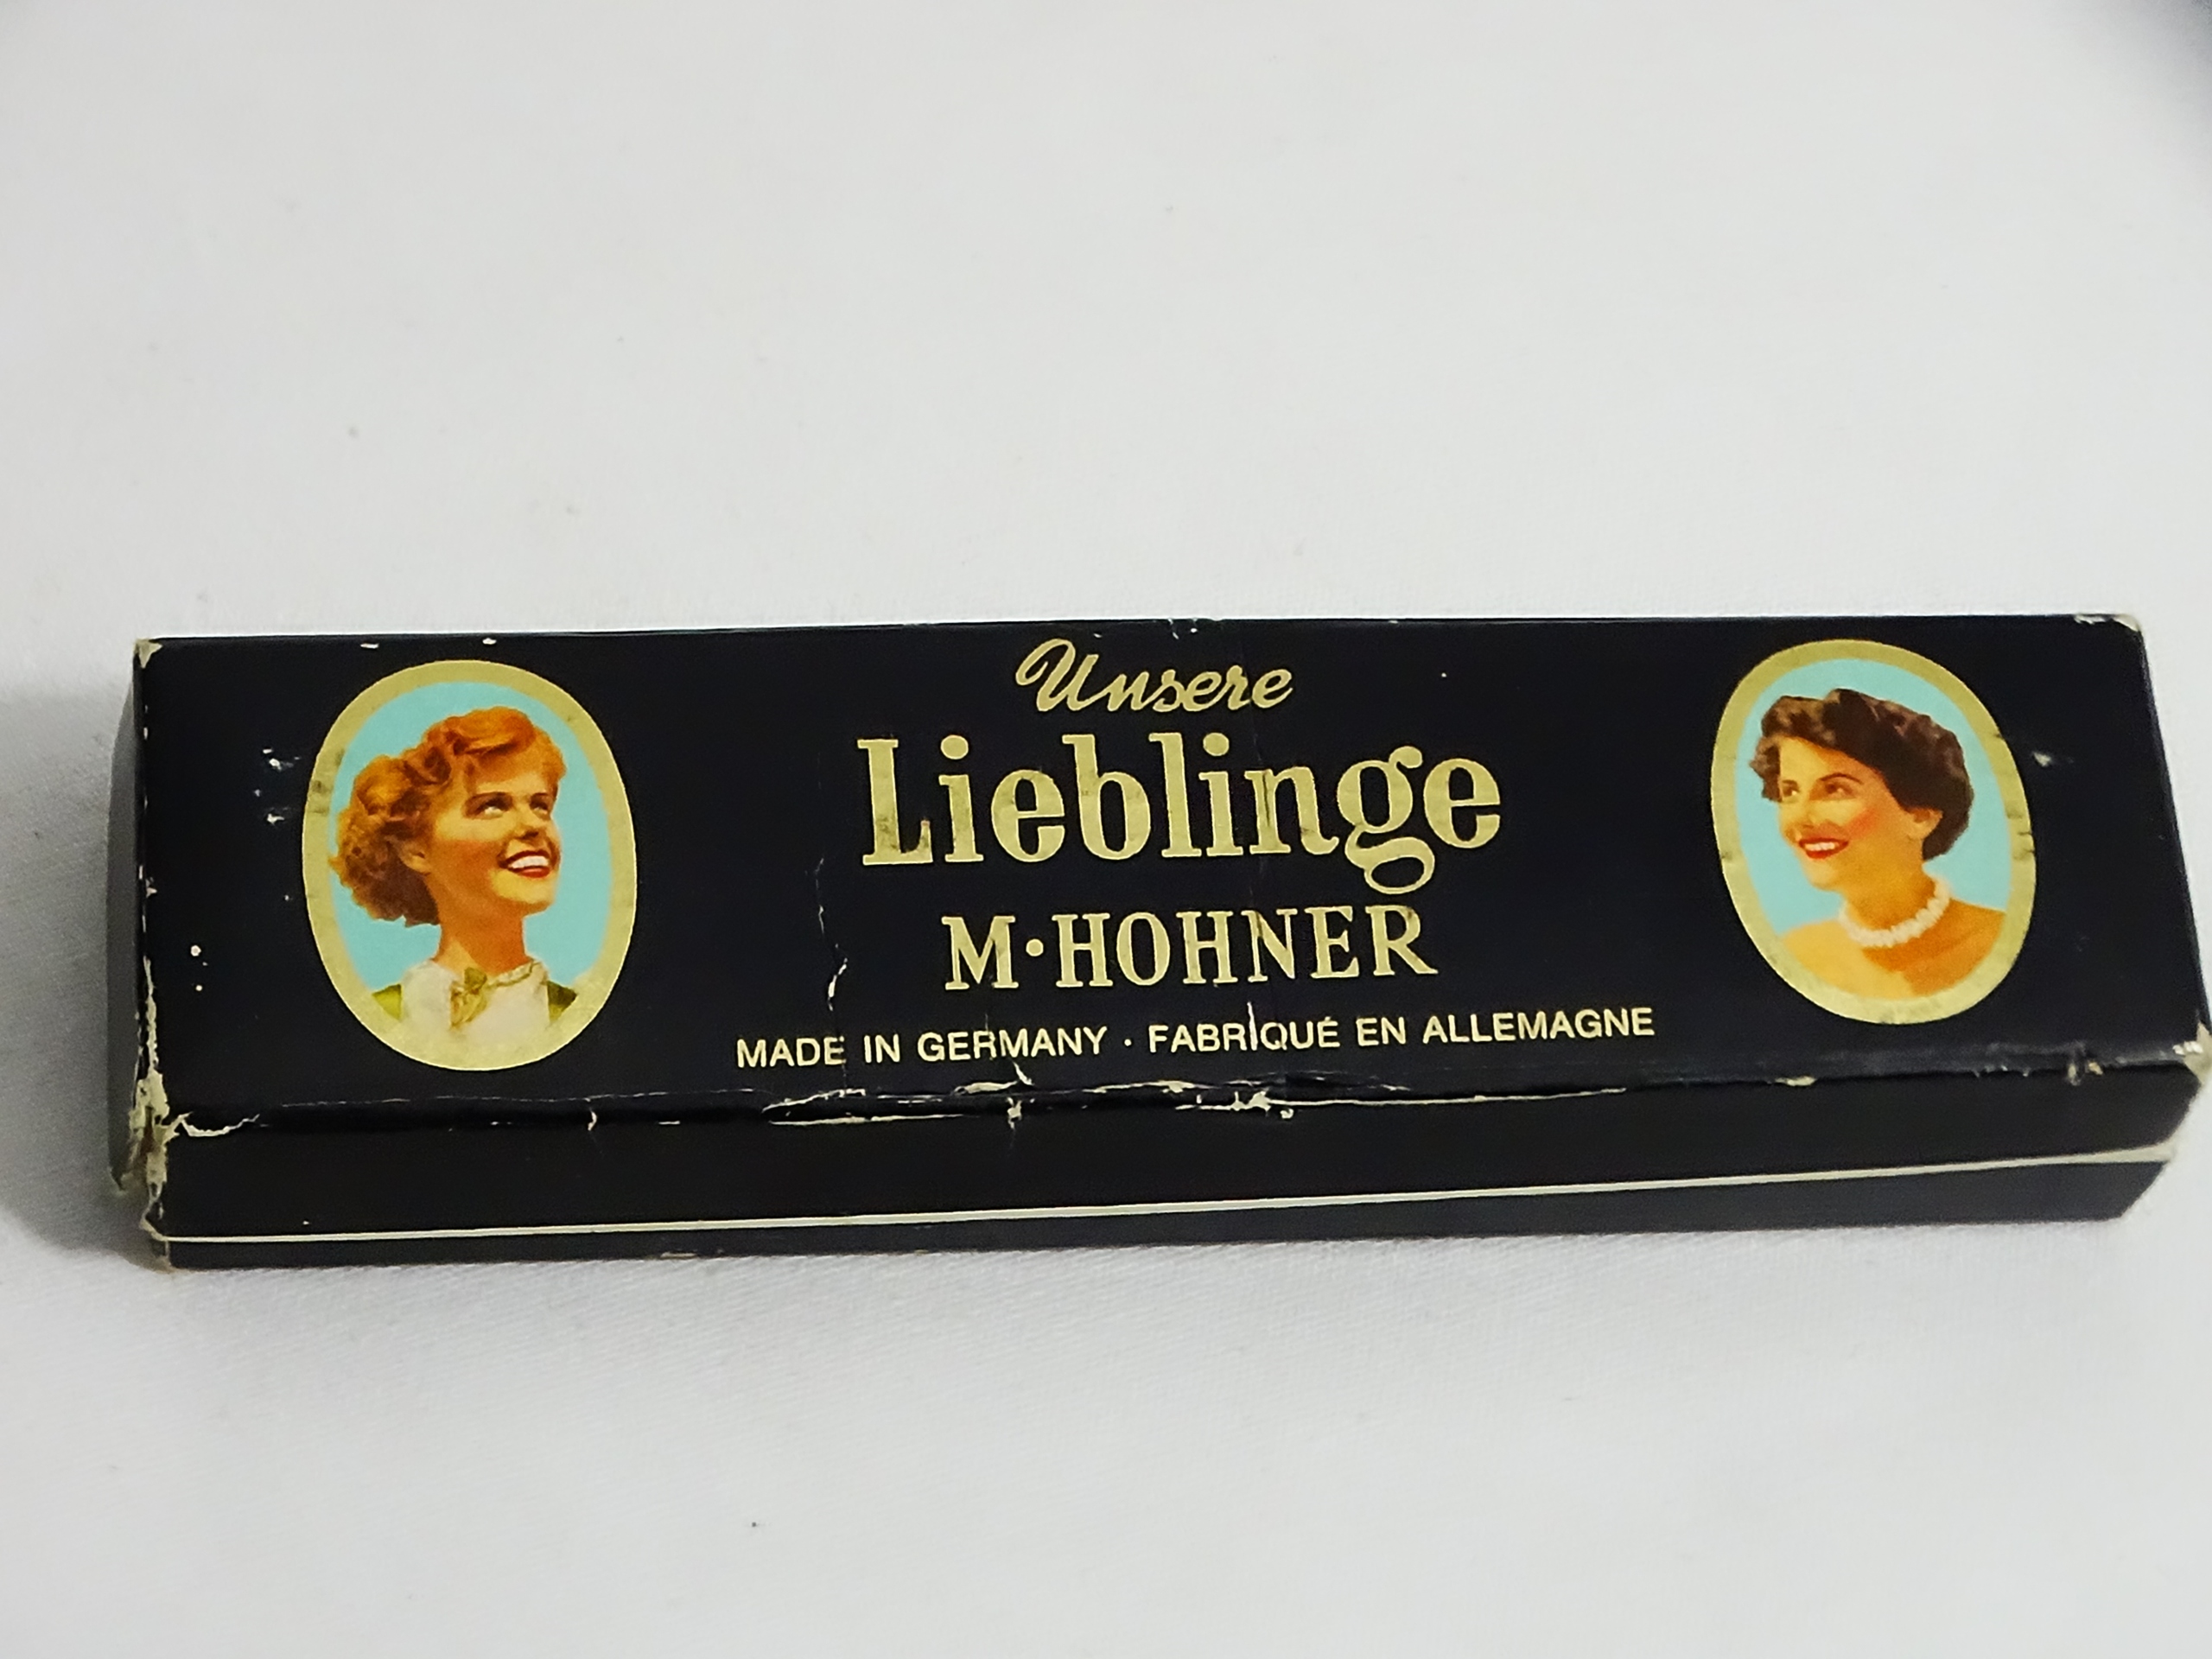 Unsere
Lieblinge
M·HOHNER
MADE IN GERMANY · FABRIQUÉ EN ALLEMAGNE